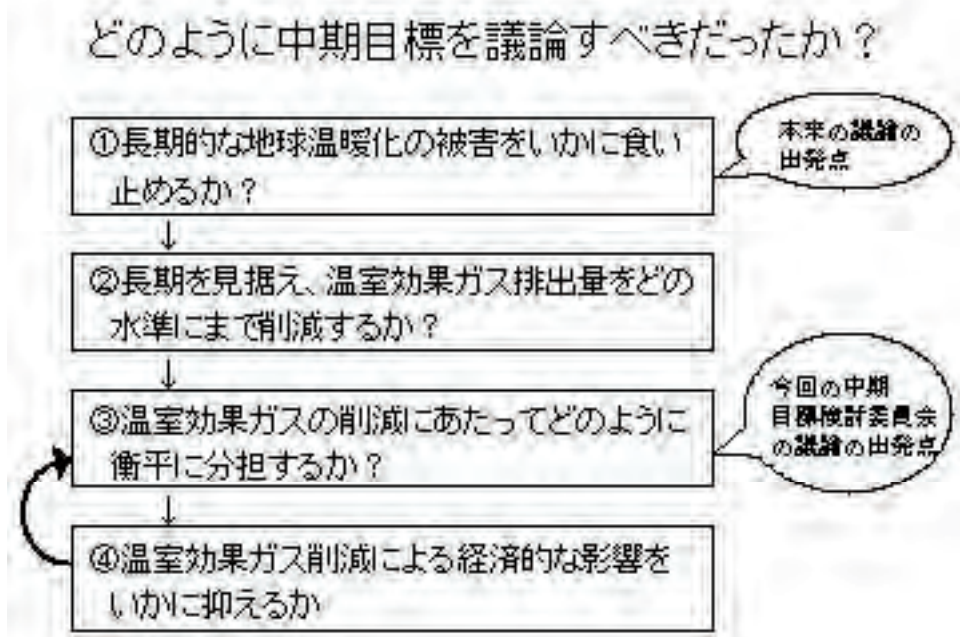 どのように中期目標を議論すべきだったか？
①長期的な地球温暖化の被害をいかに食い
止めるか？
本来の議論の
出発点
↓
②長期を見据え、温室効果ガス排出量をどの
水準にまで削減するか？
↓
③温室効果ガスの削減にあたってどのように
衡平に分担するか？
今回の中期
目標検討委員会
の議論の出発点
↓
④温室効果ガス削減による経済的な影響を
いかに抑えるか